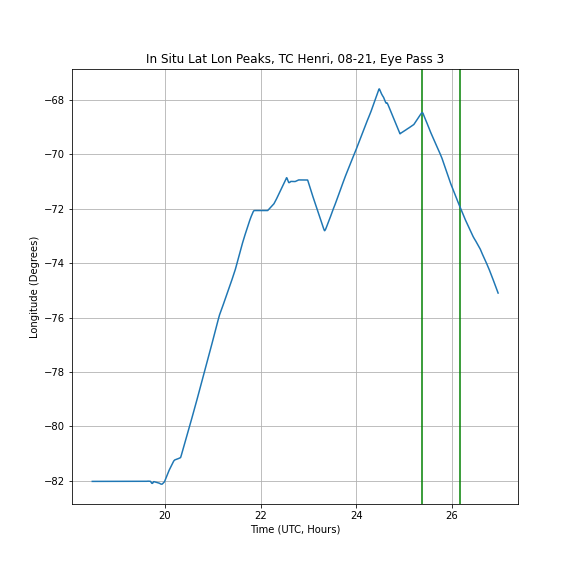 In Situ Lat Lon Peaks, TC Henri, 08-21, Eye Pass 3
Longitude (Degrees)
−68
−70
−72
−74
−76
−78
−80
−82
20 22 24 26
Time (UTC, Hours)